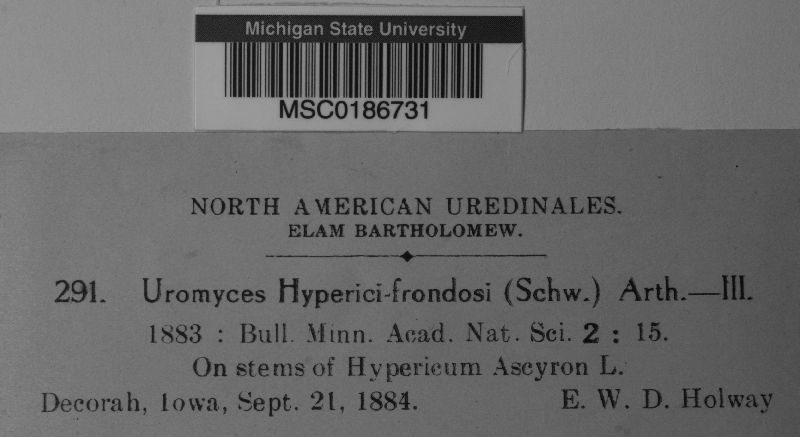 Michigan State University
MSC0186731
NORTH AMERICAN UREDINALES.
ELAM BARTHOLOMEW.
291. Uromyces Hyperici-frondosi (Schw.) Arth.—III.
1883 : Bull. Minn. Acad. Nat. Sci. 2 : 15.
On stems of Hypericum Ascyron L.
Decorah, Iowa, Sept. 21, 1884. E. W. D. Holway